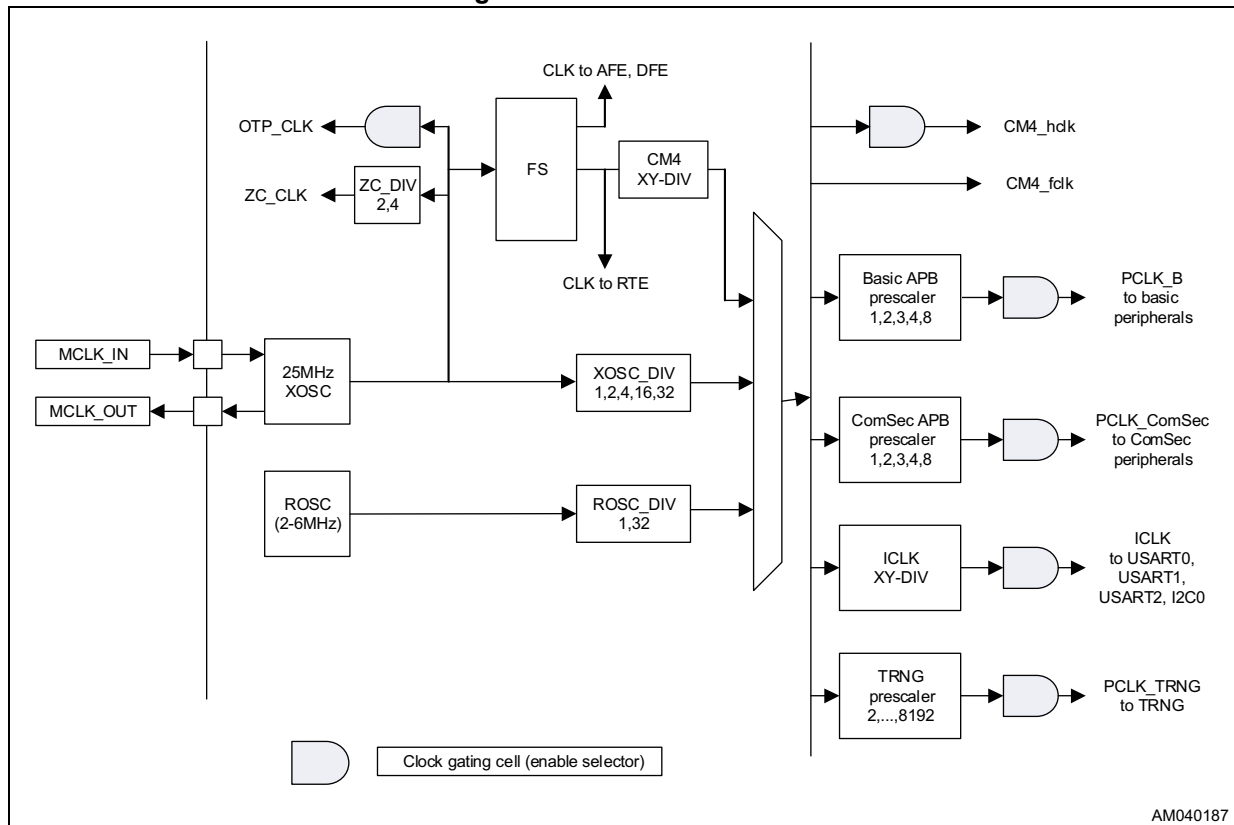 CLK to AFE, DFE
OTP_CLK
FS
CM4
XY-DIV
CM4_hclk
ZC_CLK
ZC_DIV
2,4
CM4_fclk
CLK to RTE
Basic APB
prescaler
1,2,3,4,8
PCLK_B
to basic
peripherals
MCLK_IN
MCLK_OUT
25MHz
XOSC
XOSC_DIV
1,2,4,16,32
ComSec APB
prescaler
1,2,3,4,8
PCLK_ComSec
to ComSec
peripherals
ROSC
(2-6MHz)
ROSC_DIV
1,32
ICLK
XY-DIV
ICLK
to USART0,
USART1,
USART2, I2C0
TRNG
prescaler
2,...,8192
PCLK_TRNG
to TRNG
Clock gating cell (enable selector)
AM040187